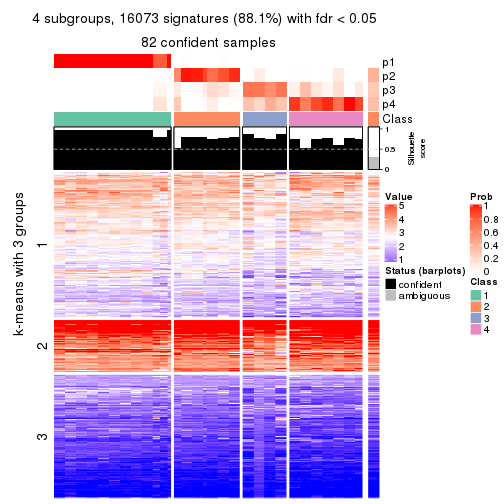 4 subgroups, 16073 signatures (88.1%) with fdr < 0.05
82 confident samples
p1
p2
p3
p4
Class
1
0.5
0
Silhouette
score
k-means with 3 groups
1
2
3
Value
5
4
3
2
1
Status (barplots)
confident
ambiguous
Prob
1
0.8
0.6
0.4
0.2
0
Class
1
2
3
4